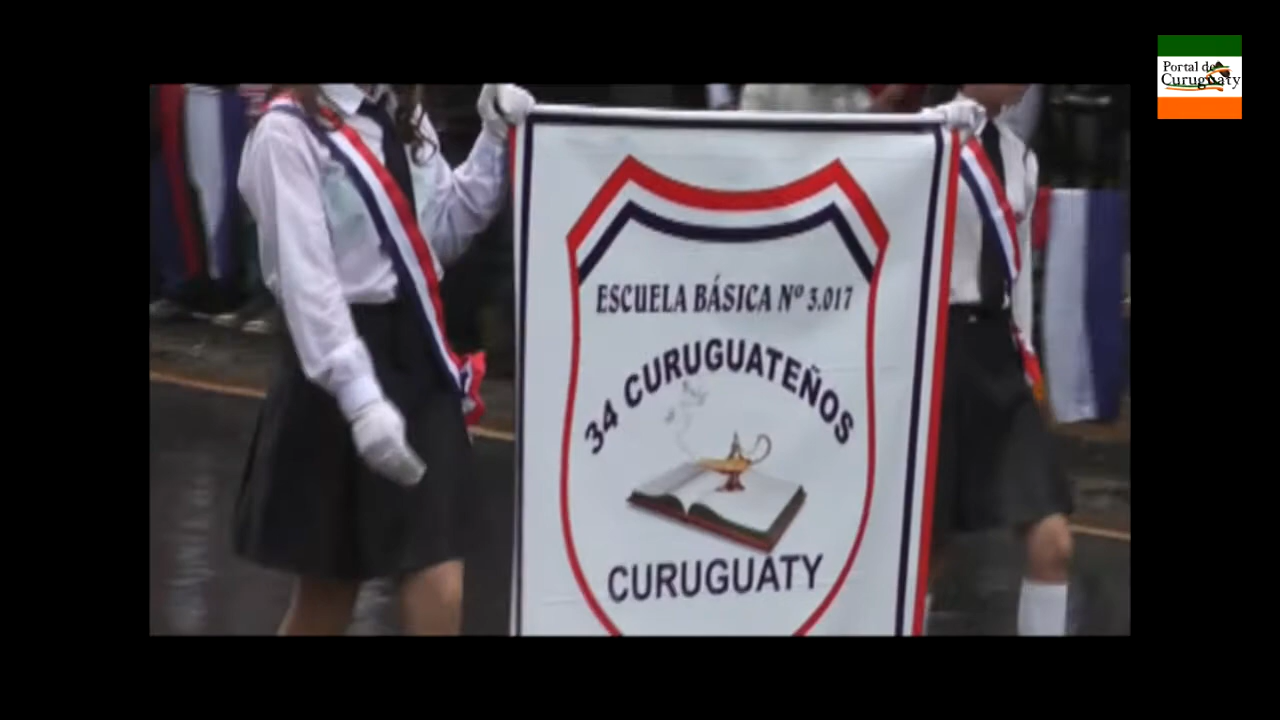 Portal de
Curuguaty
ESCUELA BÁSICA Nº 3.017
34 CURUGUATEÑOS
CURUGUATY